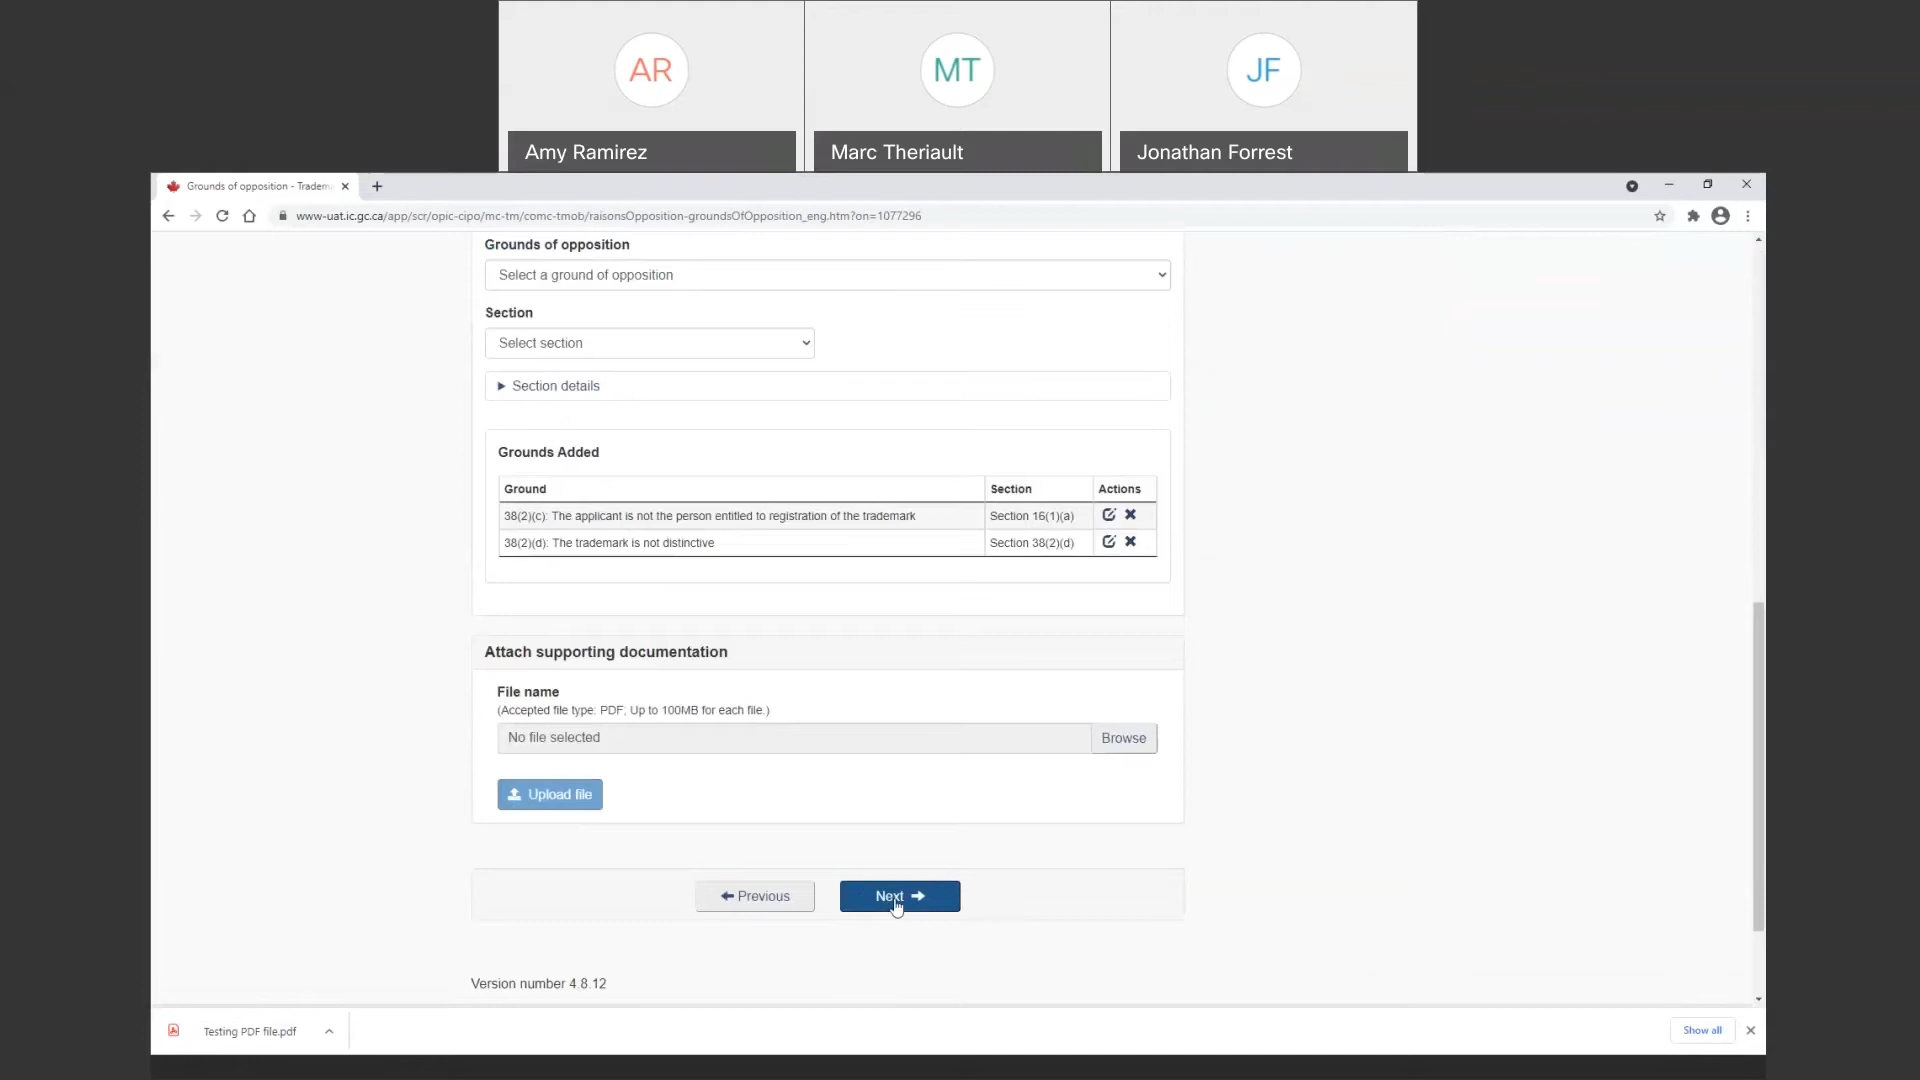 AR
MT
JF
Amy Ramirez
Marc Theriault
Jonathan Forrest
Grounds of opposition - Tradem
www-uat.ic.gc.ca/app/scr/opic-cipo/mc-tm/comc-tmob/raisonsOpposition-groundsOfOpposition_eng.htm?on=1077296
Grounds of opposition
Select a ground of opposition
Section
Select section
Section details
Grounds Added
Ground Section Actions
38(2)(c): The applicant is not the person entitled to registration of the trademark Section 16(1)(a)
38(2)(d): The trademark is not distinctive Section 38(2)(d)
Attach supporting documentation
File name
(Accepted file type: PDF; Up to 100MB for each file.)
No file selected Browse
Upload file
Previous Next
Version number 4.8.12
Testing PDF file.pdf Show all